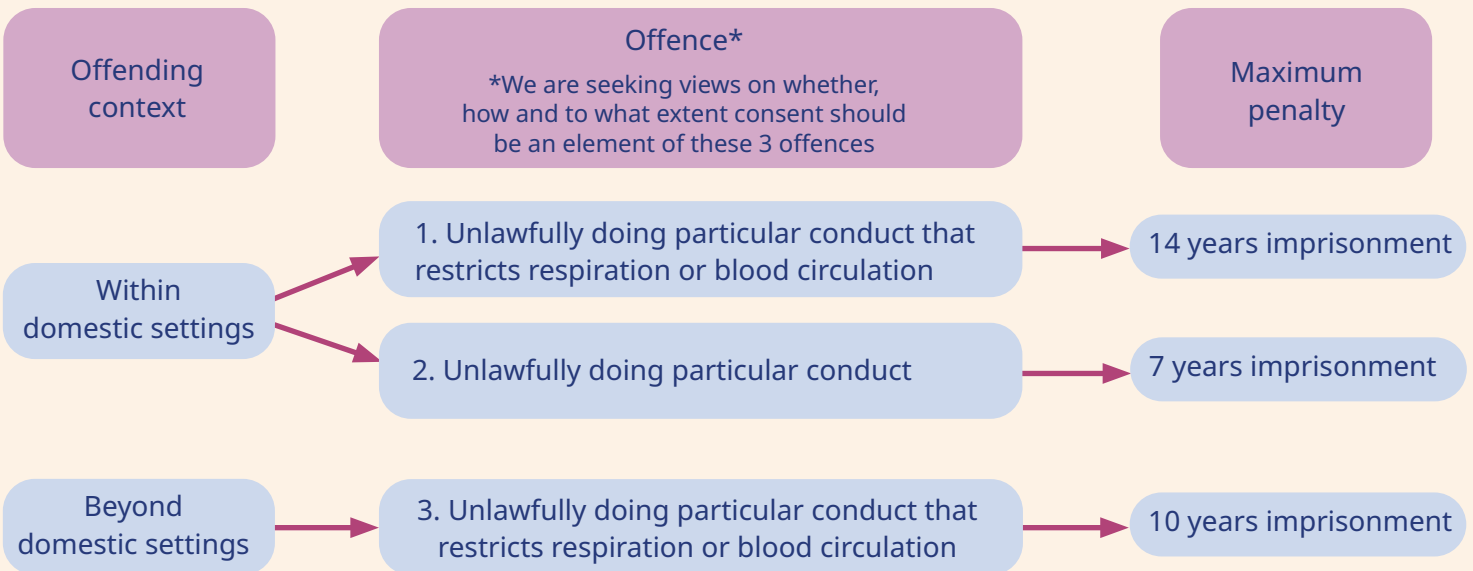 Offending
context
Offence*
*We are seeking views on whether,
how and to what extent consent should
be an element of these 3 offences
Maximum
penalty
Within
domestic settings
1. Unlawfully doing particular conduct that
restricts respiration or blood circulation
14 years imprisonment
2. Unlawfully doing particular conduct
7 years imprisonment
Beyond
domestic settings
3. Unlawfully doing particular conduct that
restricts respiration or blood circulation
10 years imprisonment